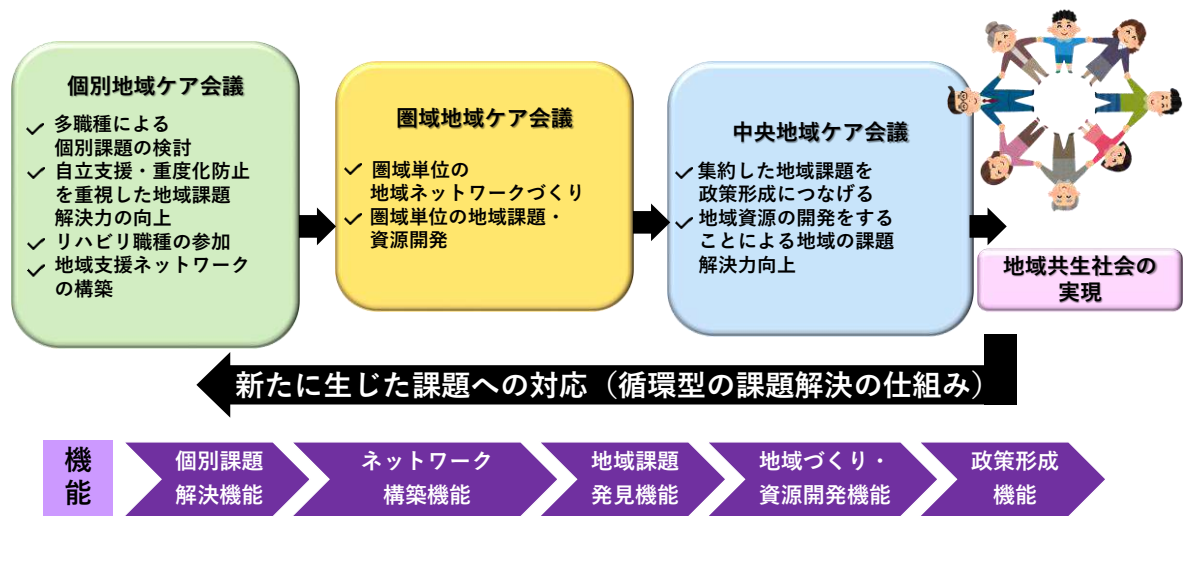 個別地域ケア会議
多職種による
個別課題の検討
自立支援・重度化防止
を重視した地域課題
解決力の向上
リハビリ職種の参加
地域支援ネットワーク
の構築
圏域地域ケア会議
圏域単位の
地域ネットワークづくり
圏域単位の地域課題・
資源開発
中央地域ケア会議
集約した地域課題を
政策形成につなげる
地域資源の開発をする
ことによる地域の課題
解決力向上
地域共生社会の
実現
新たに生じた課題への対応（循環型の課題解決の仕組み）
機
能
個別課題
解決機能
ネットワーク
構築機能
地域課題
発見機能
地域づくり・
資源開発機能
政策形成
機能